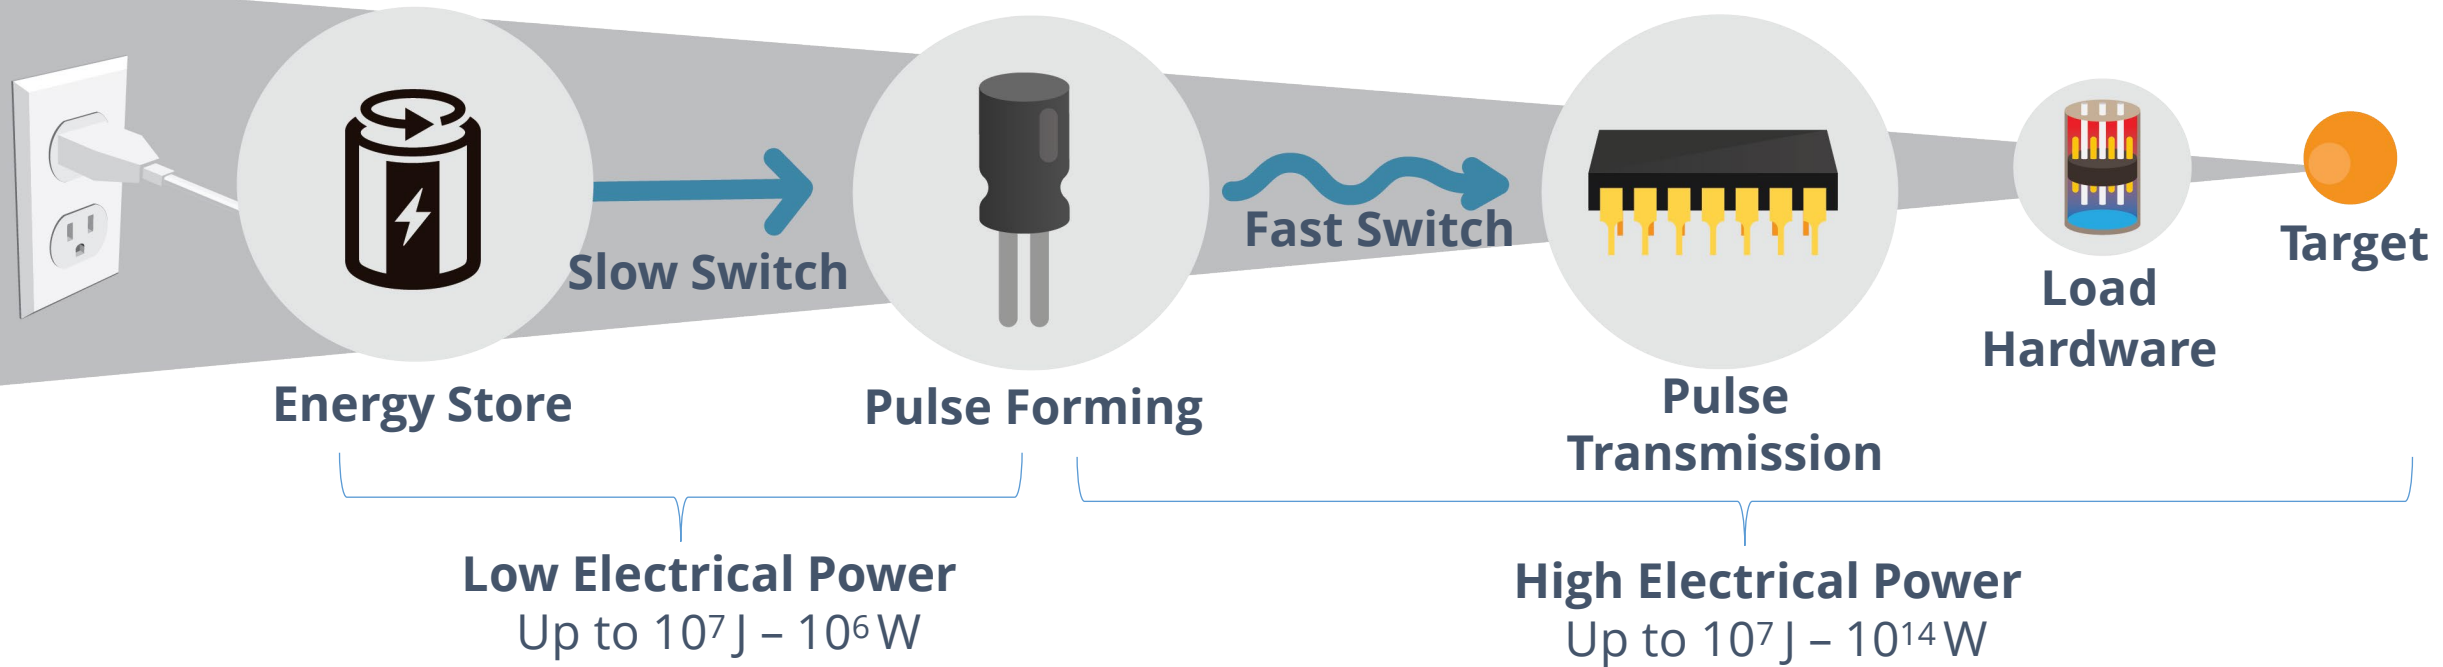 Slow Switch
Fast Switch
Target
Load
Hardware
Energy Store
Pulse Forming
Pulse
Transmission
Low Electrical Power
Up to 10⁷ J – 10⁶ W
High Electrical Power
Up to 10⁷ J – 10¹⁴ W